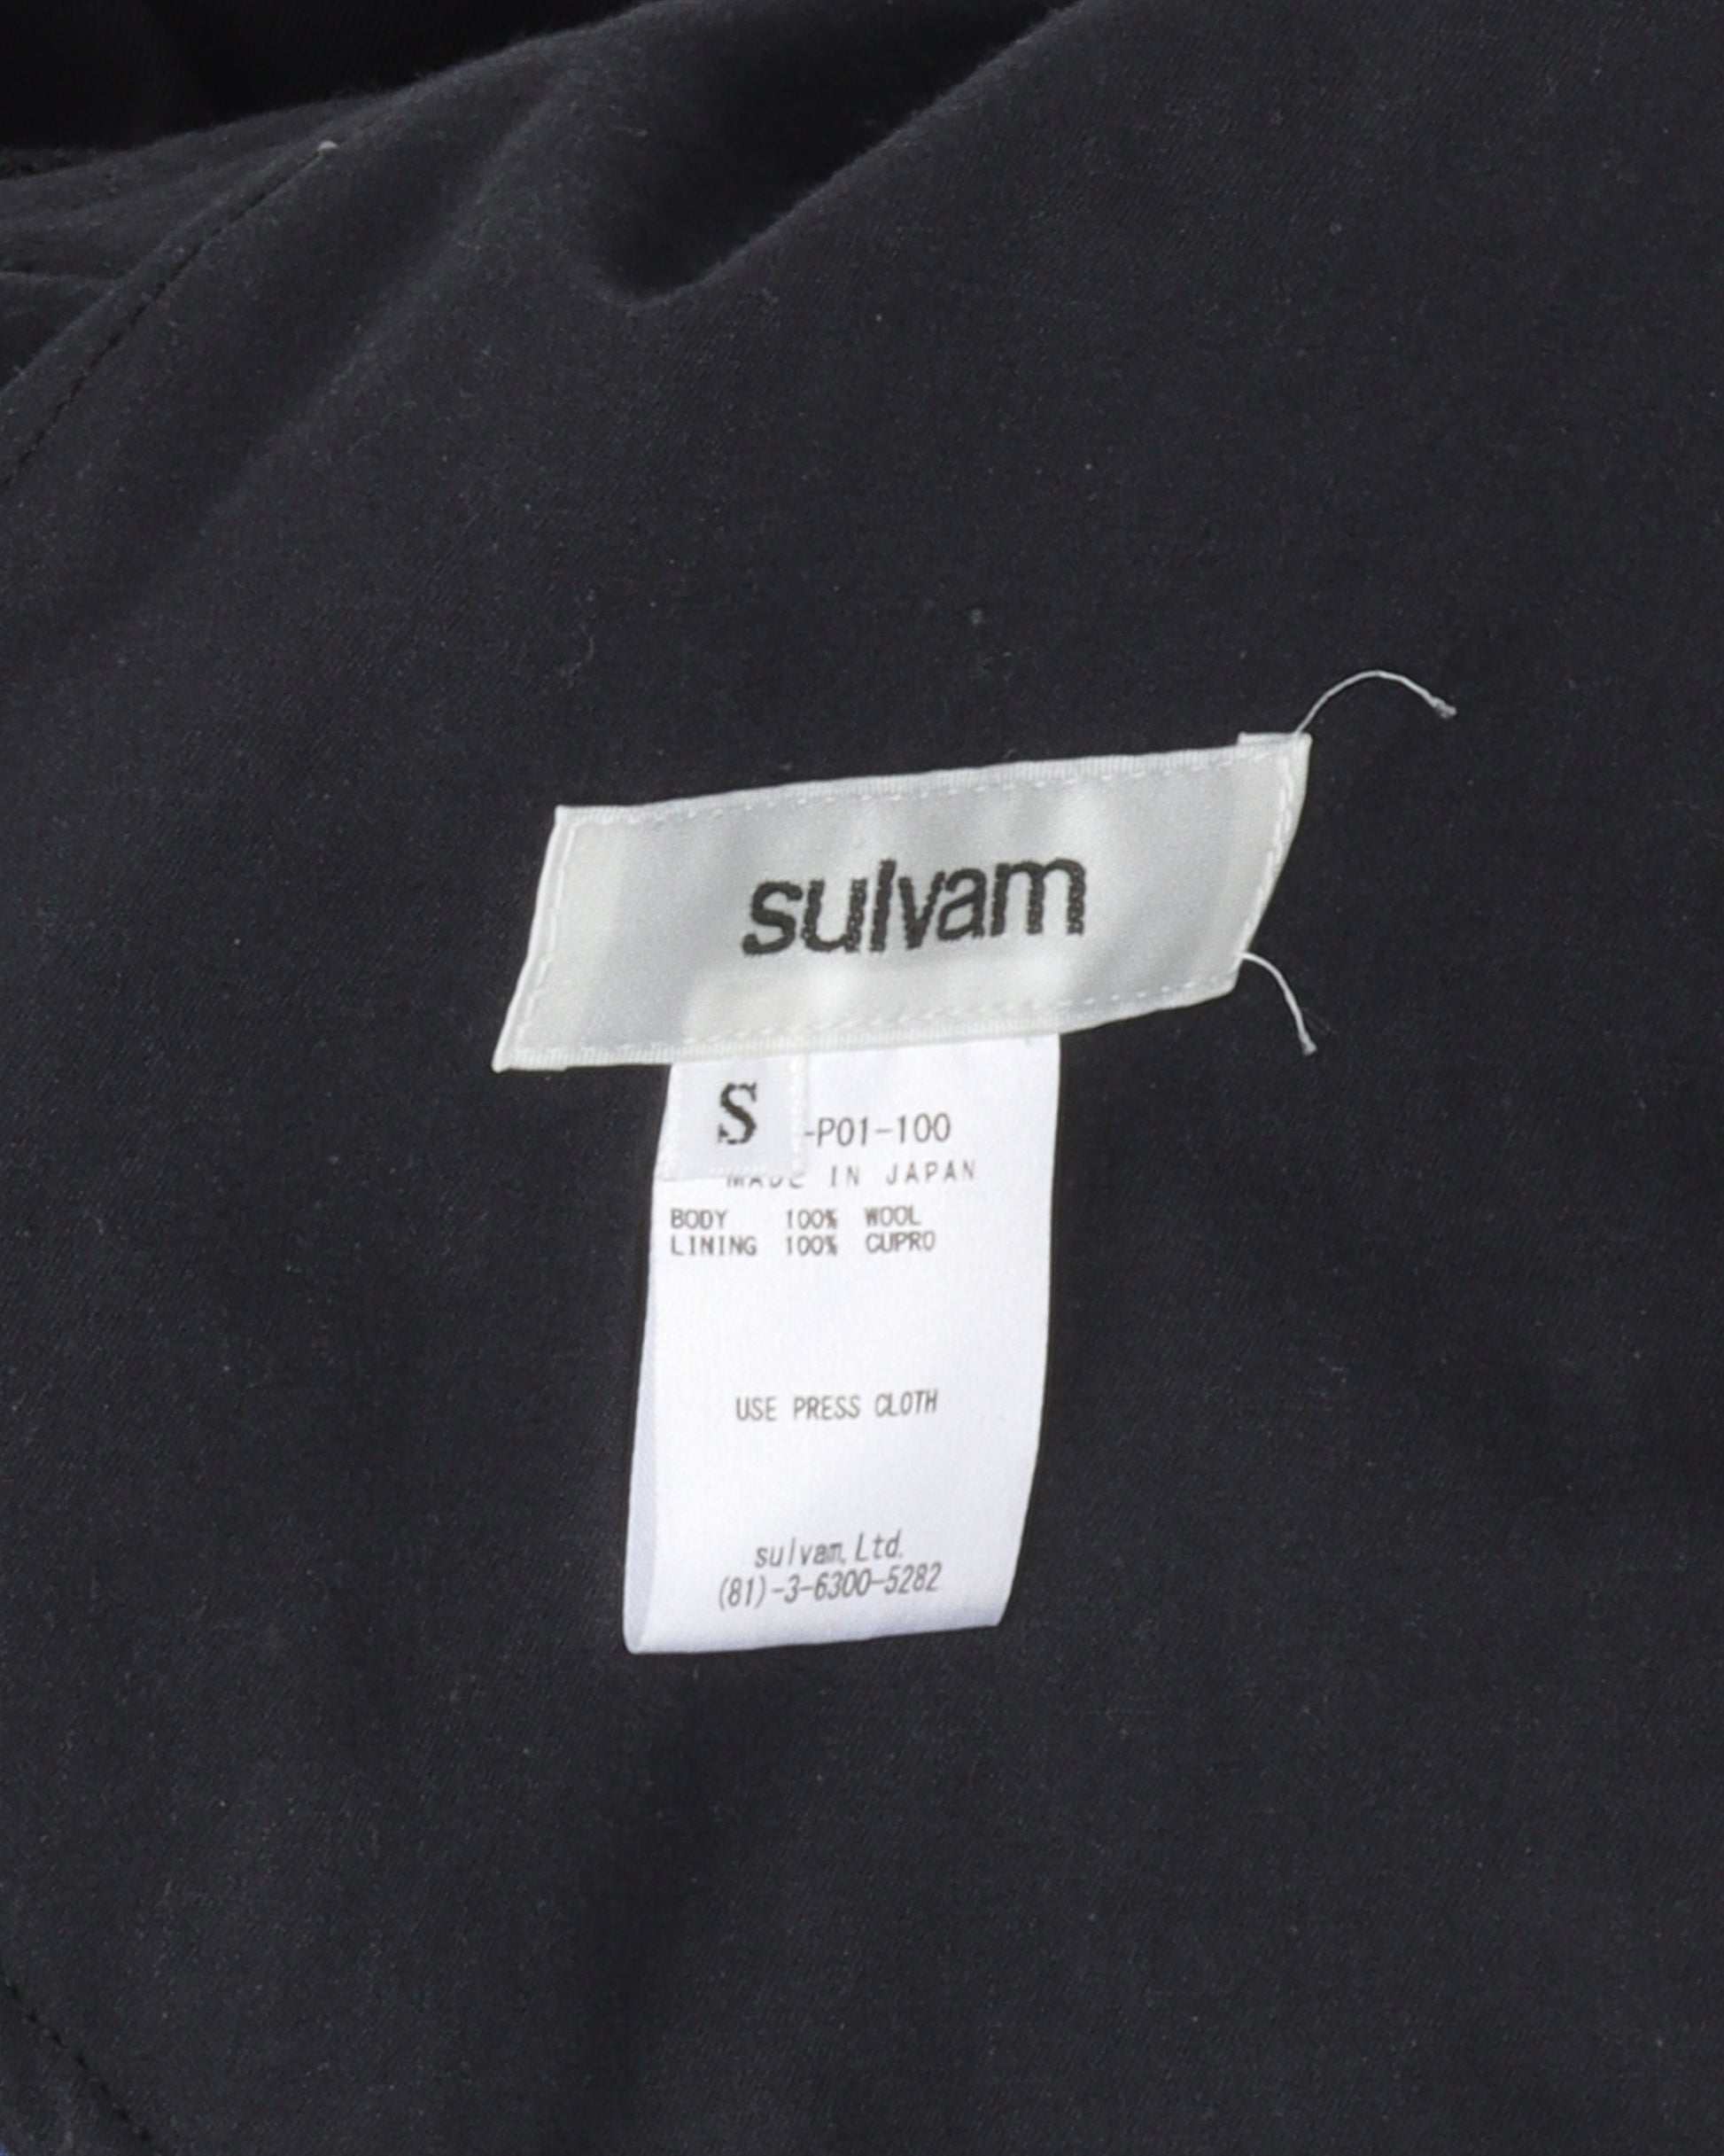 sulvam
S
-P01-100
MADE IN JAPAN
BODY 100% WOOL
LINING 100% CUPRO
USE PRESS CLOTH
sulvam, Ltd.
(81)-3-6300-5282